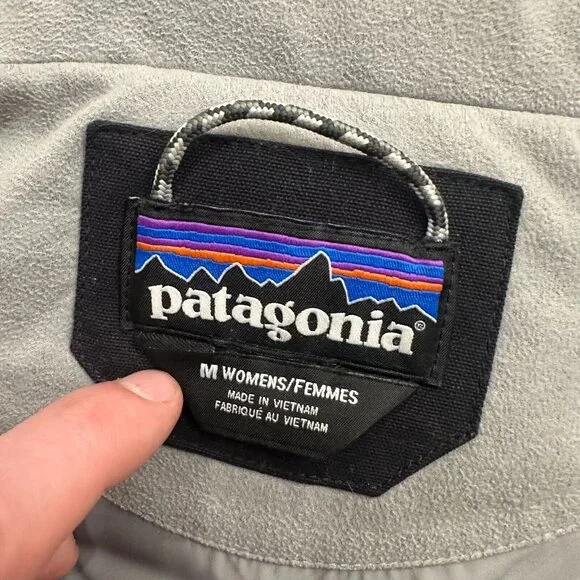 patagonia®
M WOMENS/FEMMES
MADE IN VIETNAM
FABRIQUÉ AU VIETNAM